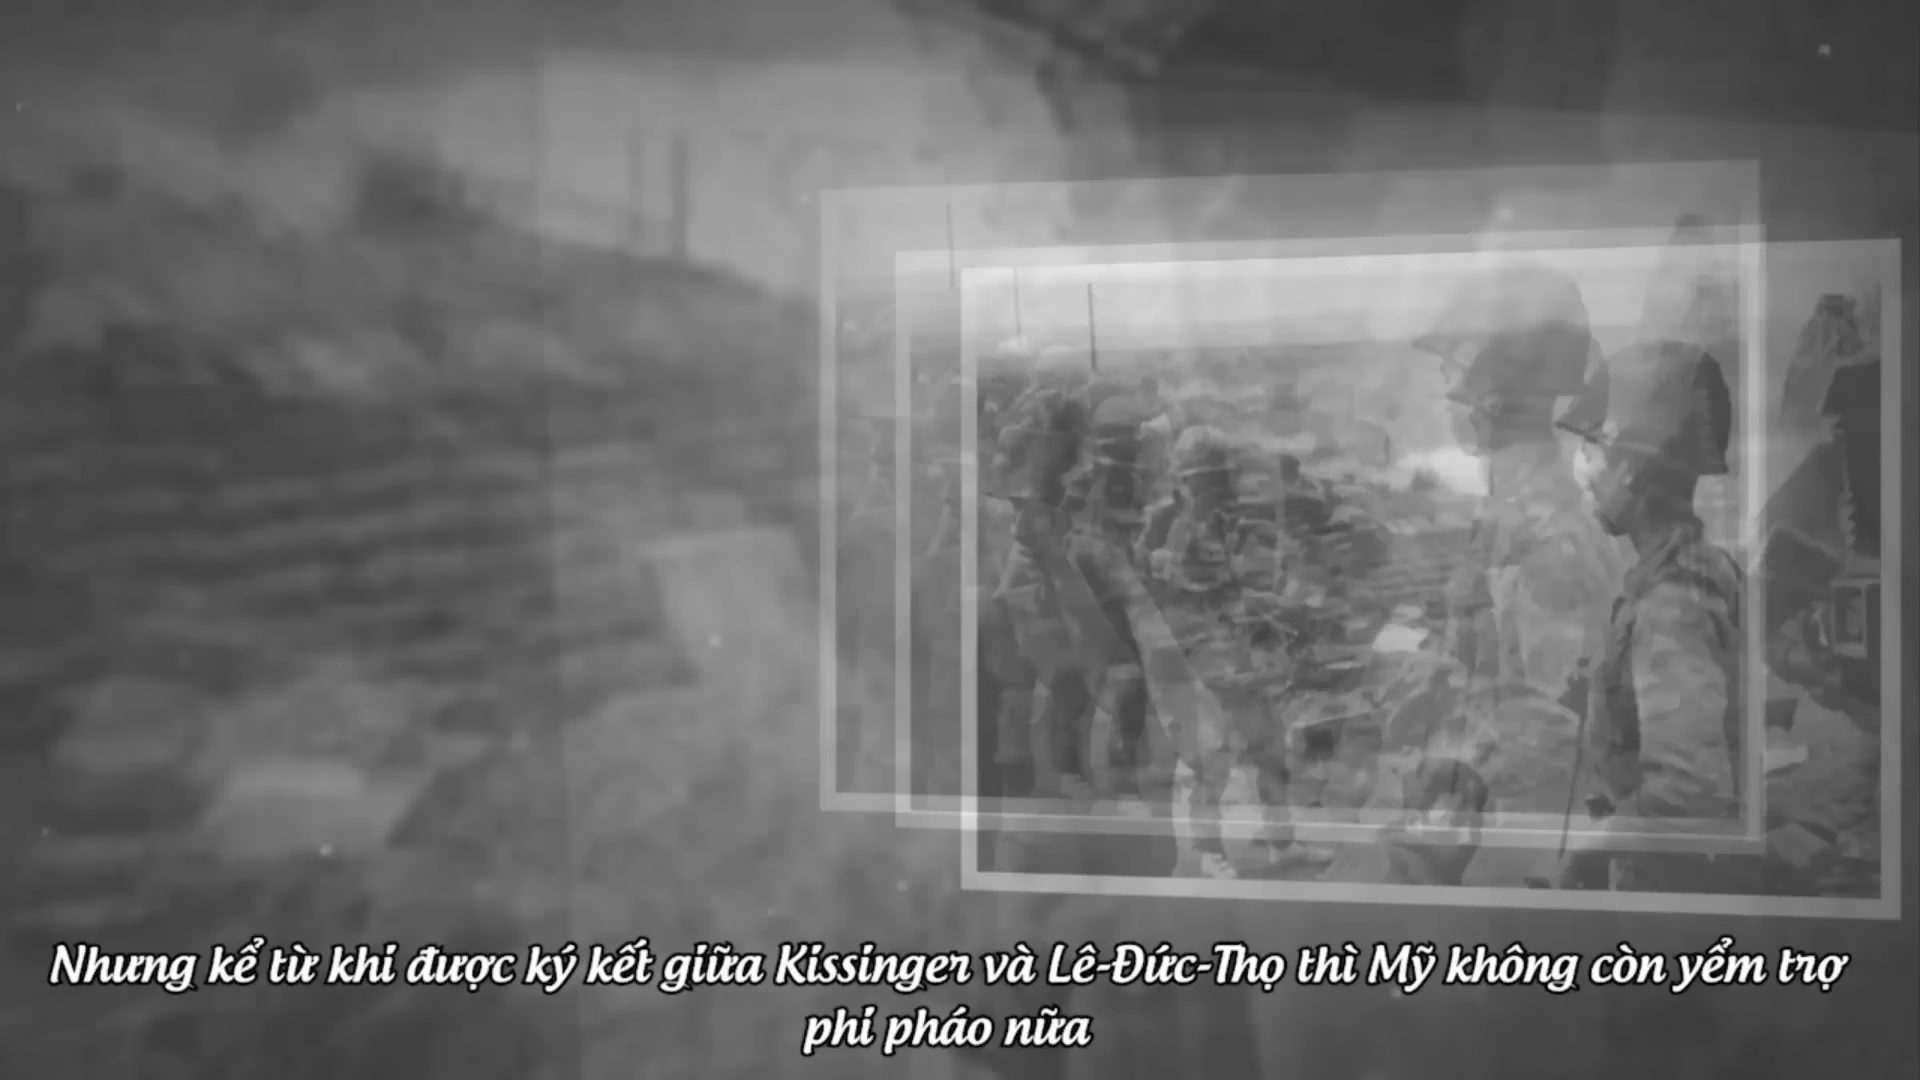 Nhưng kể từ khi được ký kết giữa Kissinger và Lê-Đức-Thọ thì Mỹ không còn yểm trợ
phi pháo nữa